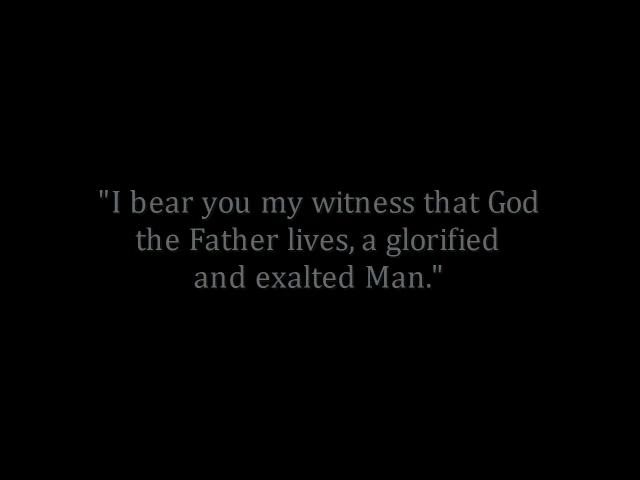 "I bear you my witness that God
the Father lives, a glorified
and exalted Man."